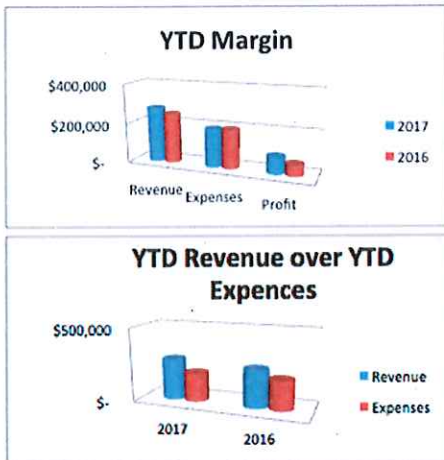 YTD Margin
$400,000
$200,000
$-
Revenue
Expenses
Profit
2017
2016
YTD Revenue over YTD
Expences
$500,000
$-
2017
2016
Revenue
Expenses